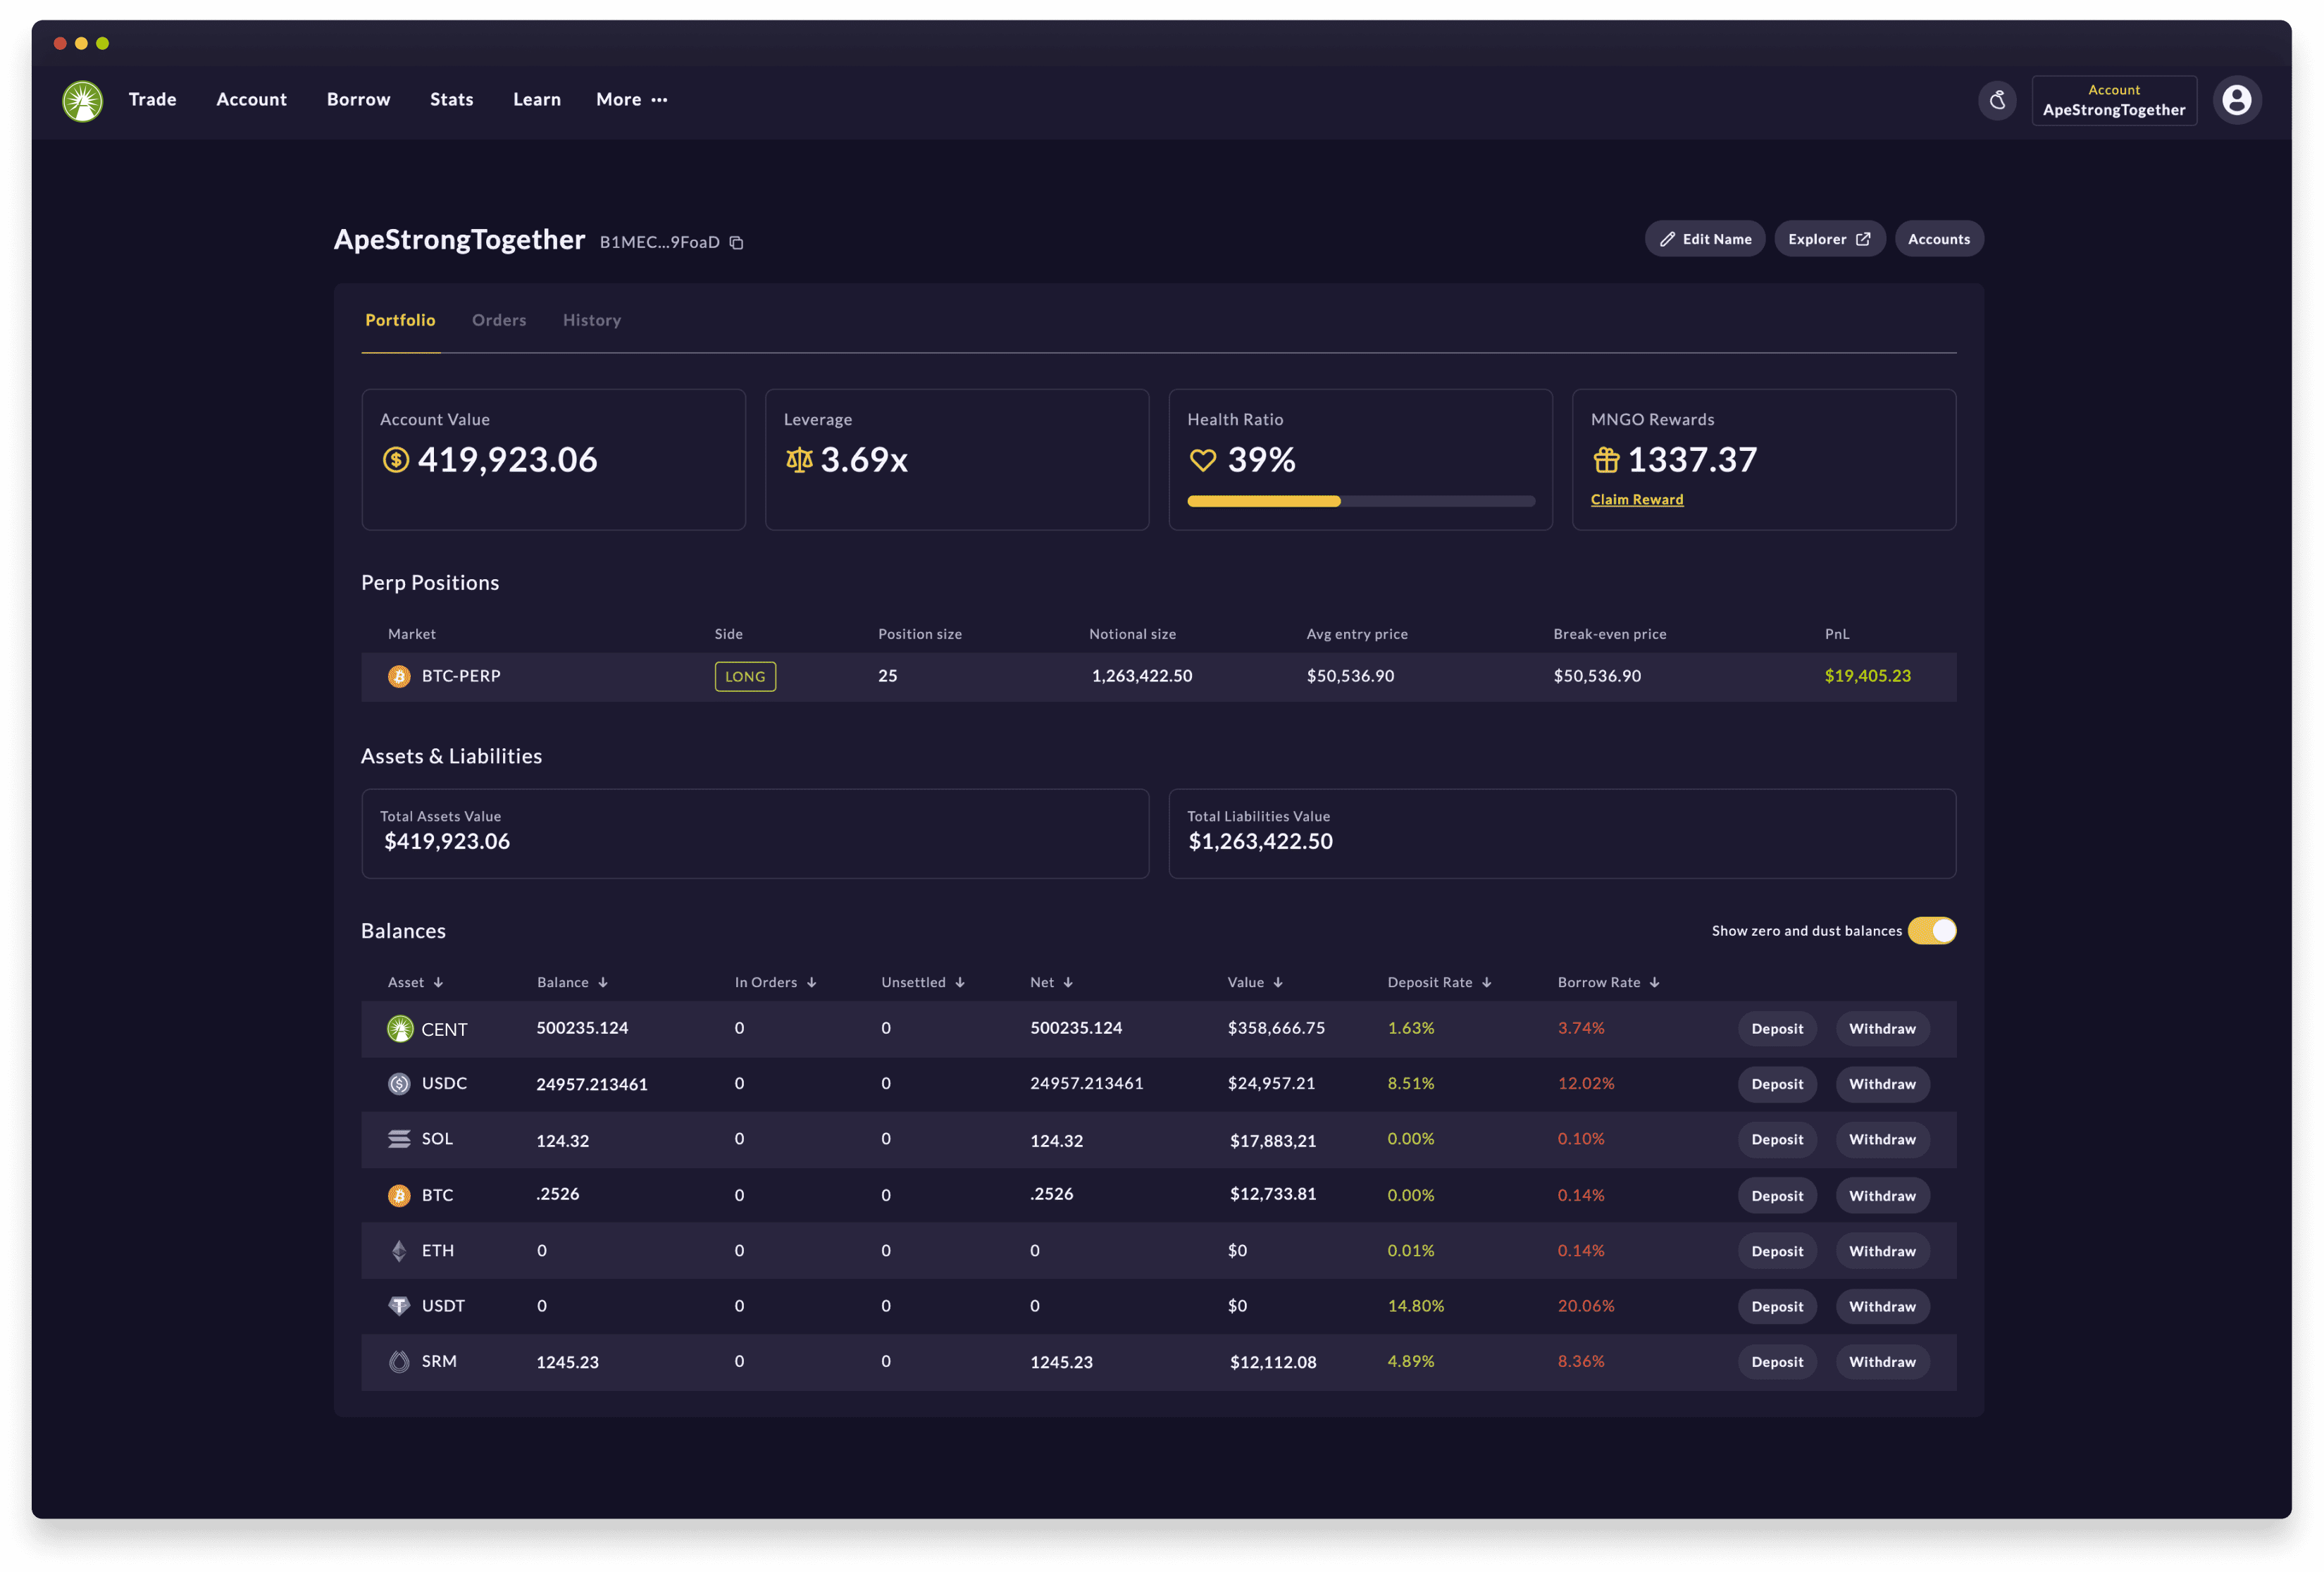 Trade Account Borrow Stats Learn More ···
Account
ApeStrongTogether
ApeStrongTogether B1MEC...9FoaD
Edit Name Explorer Accounts
Portfolio Orders History
Account Value Leverage Health Ratio MNGO Rewards
419,923.06 3.69x 39% 1337.37
Claim Reward
Perp Positions
Market Side Position size Notional size Avg entry price Break-even price PnL
BTC-PERP LONG 25 1,263,422.50 $50,536.90 $50,536.90 $19,405.23
Assets & Liabilities
Total Assets Value Total Liabilities Value
$419,923.06 $1,263,422.50
Balances Show zero and dust balances
Asset Balance In Orders Unsettled Net Value Deposit Rate Borrow Rate
CENT 500235.124 0 0 500235.124 $358,666.75 1.63% 3.74% Deposit Withdraw
USDC 24957.213461 0 0 24957.213461 $24,957.21 8.51% 12.02% Deposit Withdraw
SOL 124.32 0 0 124.32 $17,883,21 0.00% 0.10% Deposit Withdraw
BTC .2526 0 0 .2526 $12,733.81 0.00% 0.14% Deposit Withdraw
ETH 0 0 0 0 $0 0.01% 0.14% Deposit Withdraw
USDT 0 0 0 0 $0 14.80% 20.06% Deposit Withdraw
SRM 1245.23 0 0 1245.23 $12,112.08 4.89% 8.36% Deposit Withdraw